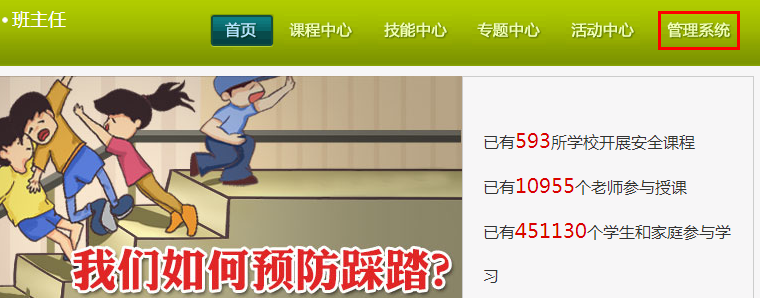 • 班主任
首页 课程中心 技能中心 专题中心 活动中心 管理系统
已有593所学校开展安全课程
已有10955个老师参与授课
已有451130个学生和家庭参与学
习
我们如何预防踩踏?